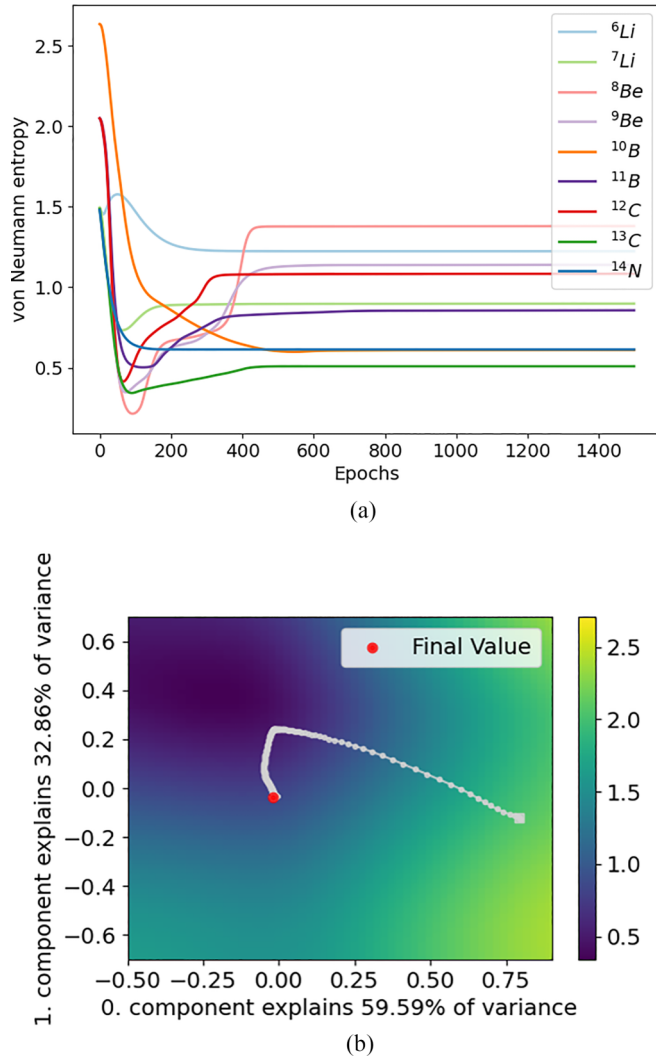 2.5
2.0
1.5
1.0
0.5
von Neumann entropy
⁶Li
⁷Li
⁸Be
⁹Be
¹⁰B
¹¹B
¹²C
¹³C
¹⁴N
0 200 400 600 800 1000 1200 1400
Epochs
(a)
1. component explains 32.86% of variance
0.6
0.4
0.2
0.0
−0.2
−0.4
−0.6
Final Value
2.5
2.0
1.5
1.0
0.5
−0.50 −0.25 0.00 0.25 0.50 0.75
0. component explains 59.59% of variance
(b)